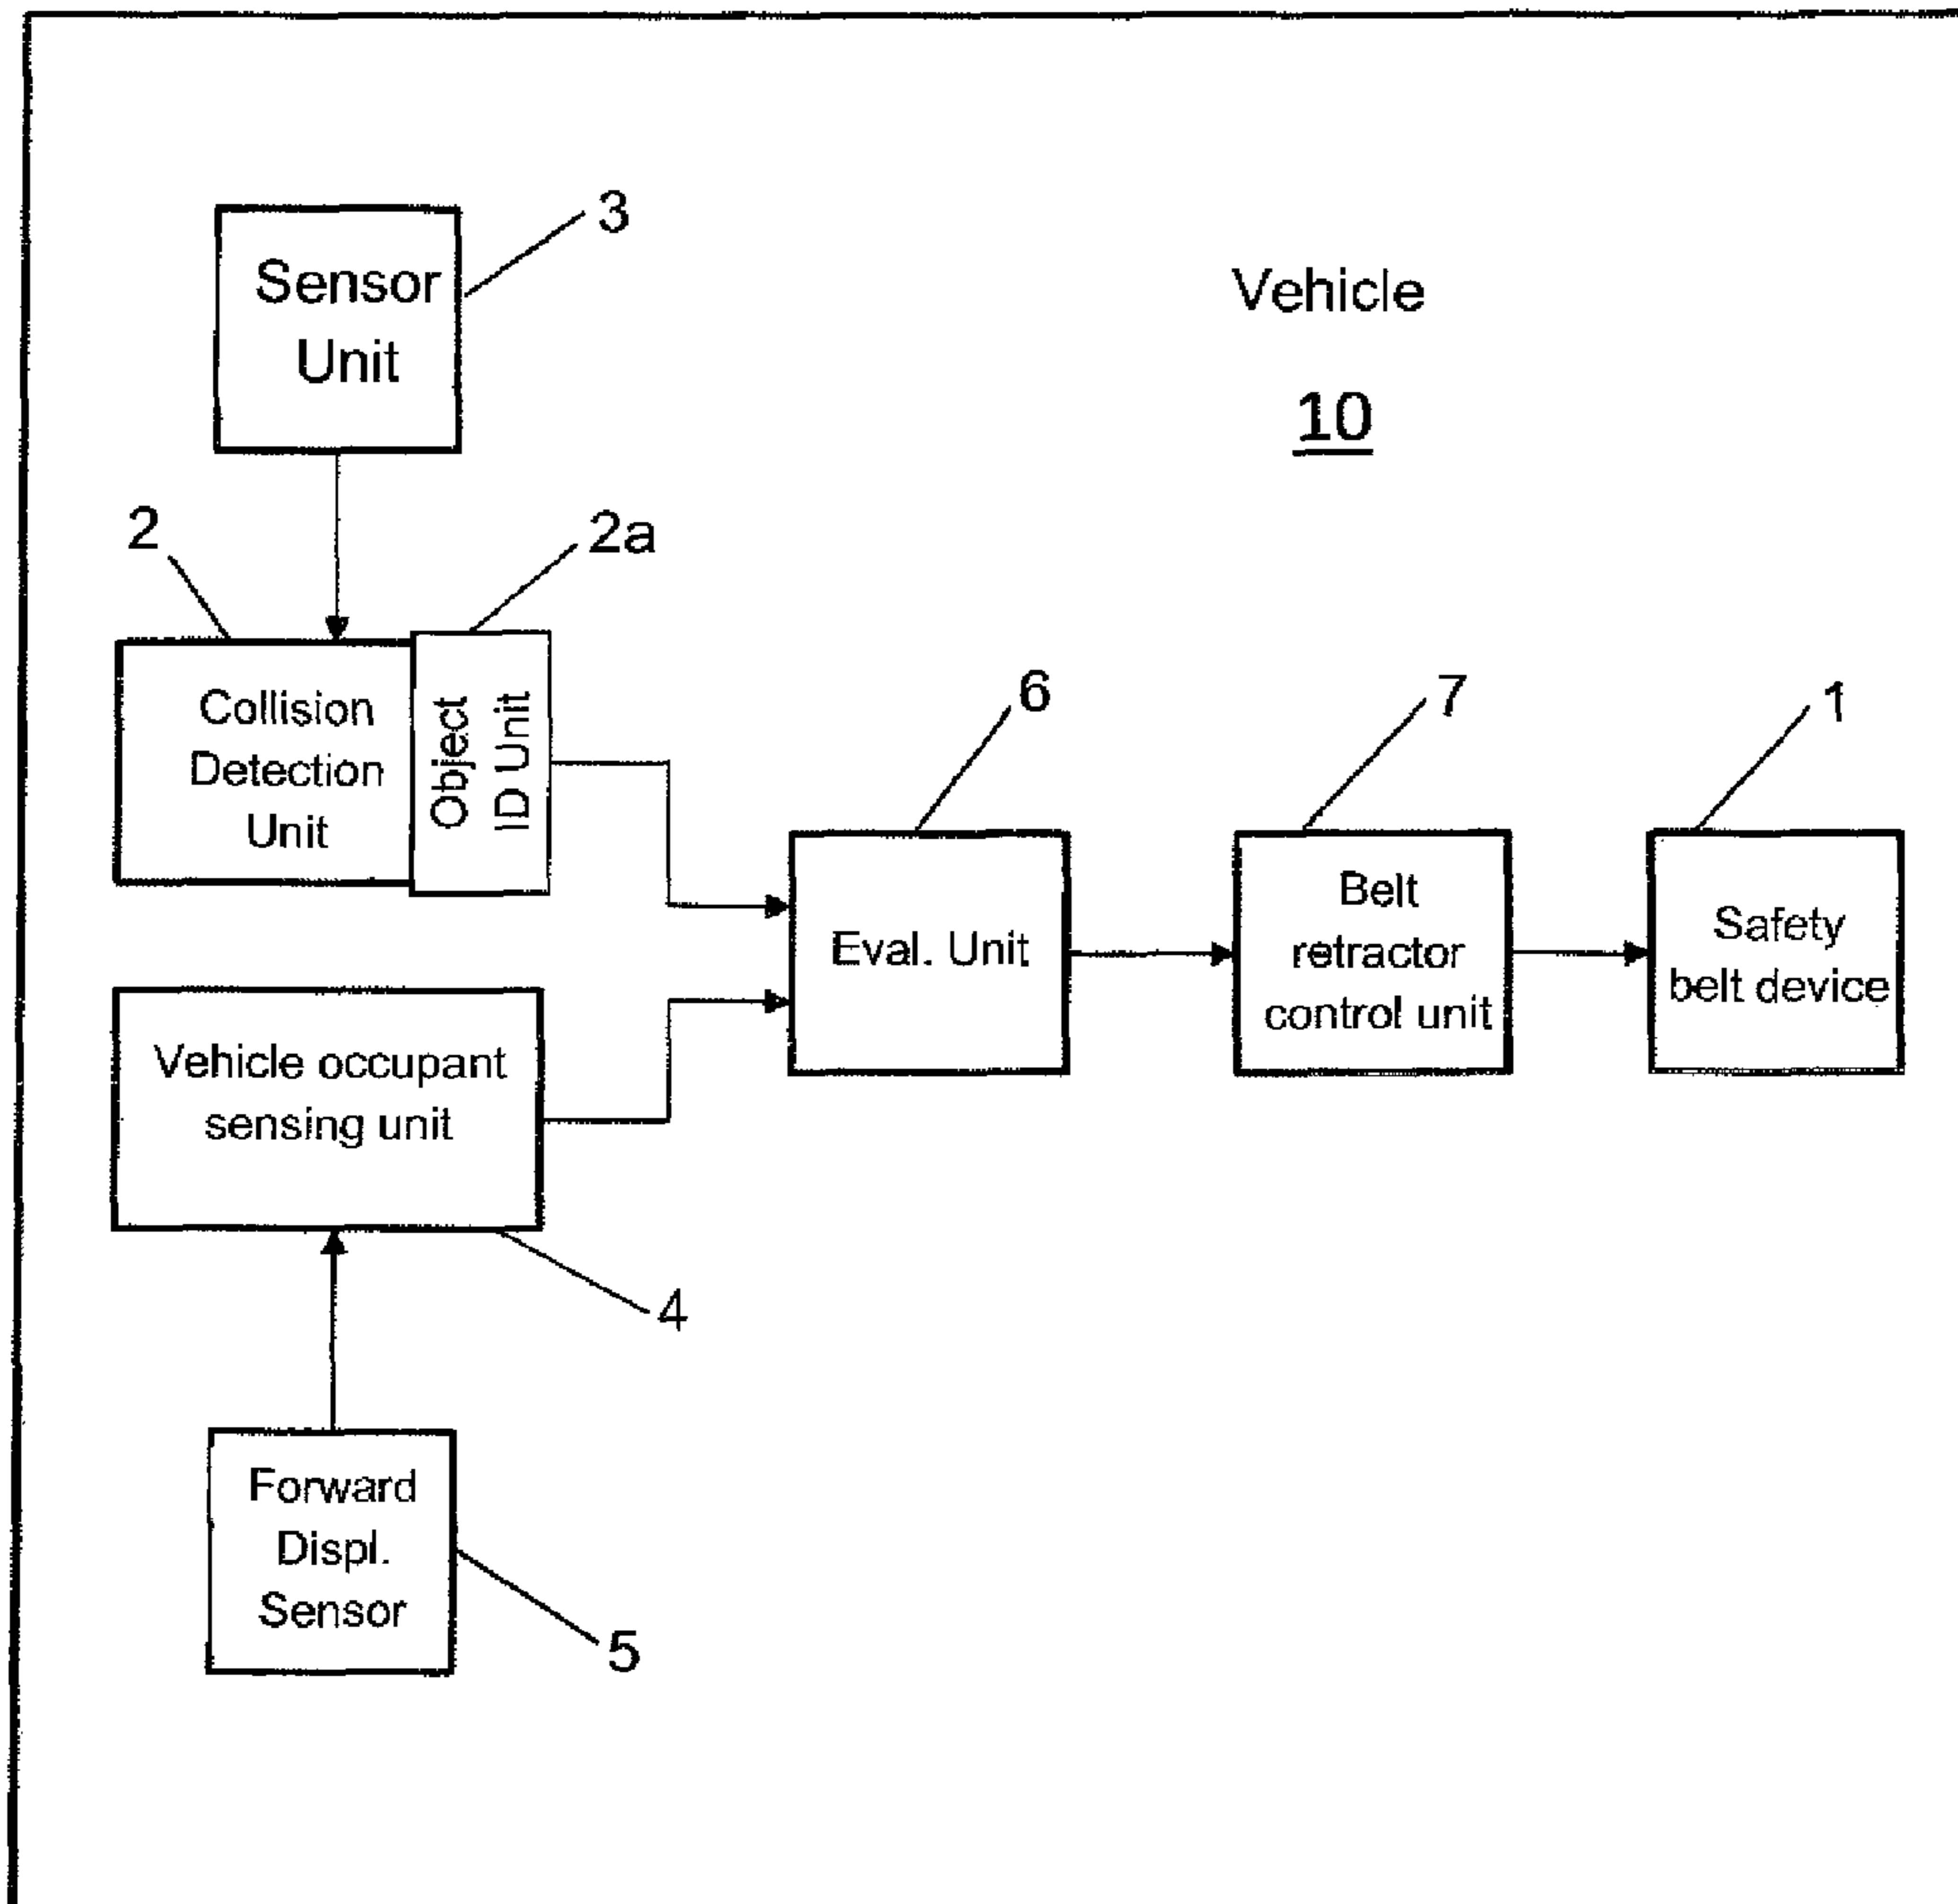 3
Sensor
Unit
Vehicle
10
2
2a
Collision
Detection
Unit
Object
ID Unit
6
7
1
Eval. Unit
Belt
retractor
control unit
Safety
belt device
Vehicle occupant
sensing unit
4
Forward
Displ.
Sensor
5